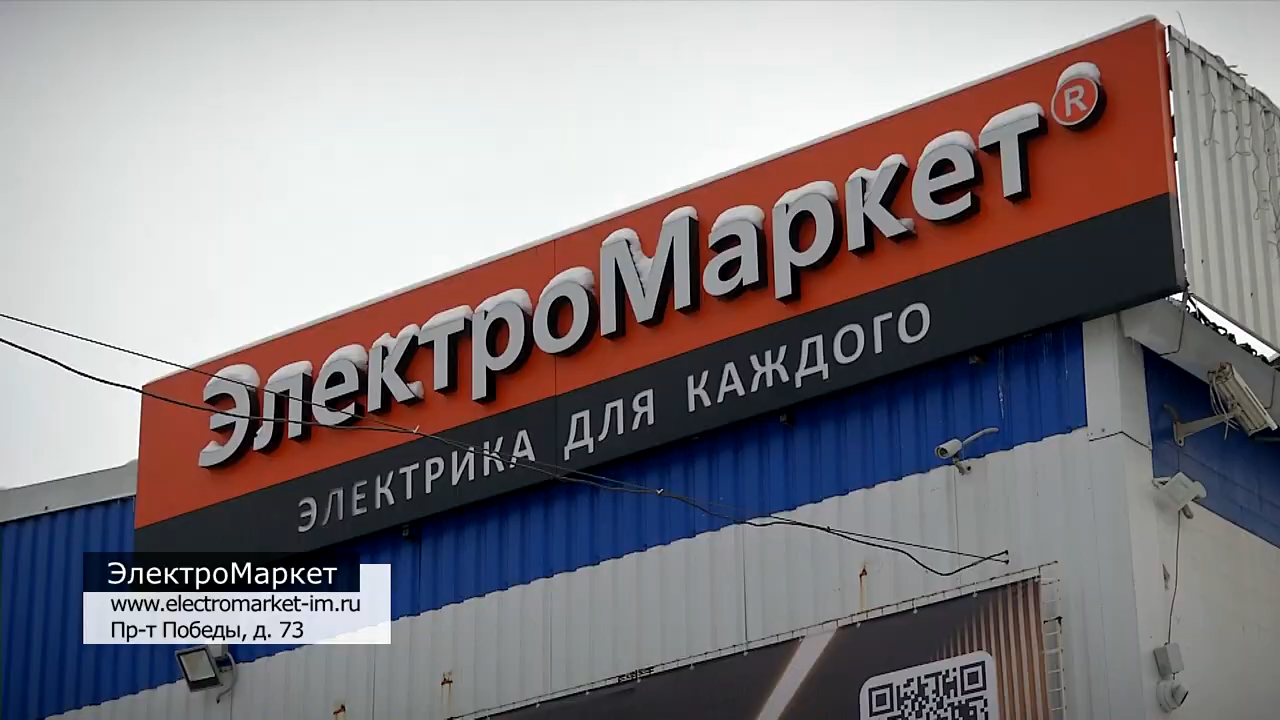 ЭлектроМаркет®
ЭЛЕКТРИКА ДЛЯ КАЖДОГО
ЭлектроМаркет
www.electromarket-im.ru
Пр-т Победы, д. 73